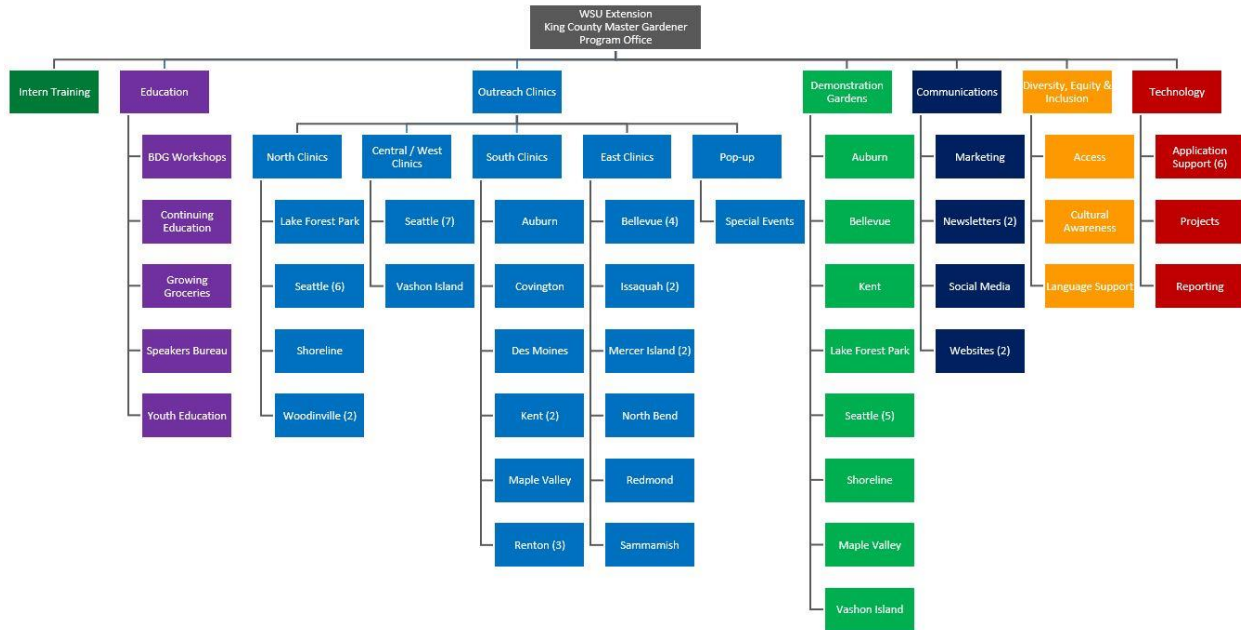 WSU Extension
King County Master Gardener
Program Office
Intern Training
Education
Outreach Clinics
Demonstration
Gardens
Communications
Diversity, Equity &
Inclusion
Technology
BDG Workshops
Continuing
Education
Growing
Groceries
Speakers Bureau
Youth Education
North Clinics
Lake Forest Park
Seattle (6)
Shoreline
Woodinville (2)
Central / West
Clinics
Seattle (7)
Vashon Island
South Clinics
Auburn
Covington
Des Moines
Kent (2)
Maple Valley
Renton (3)
East Clinics
Bellevue (4)
Issaquah (2)
Mercer Island (2)
North Bend
Redmond
Sammamish
Pop-up
Special Events
Auburn
Bellevue
Kent
Lake Forest Park
Seattle (5)
Shoreline
Maple Valley
Vashon Island
Marketing
Newsletters (2)
Social Media
Websites (2)
Access
Cultural
Awareness
Language Support
Application
Support (6)
Projects
Reporting